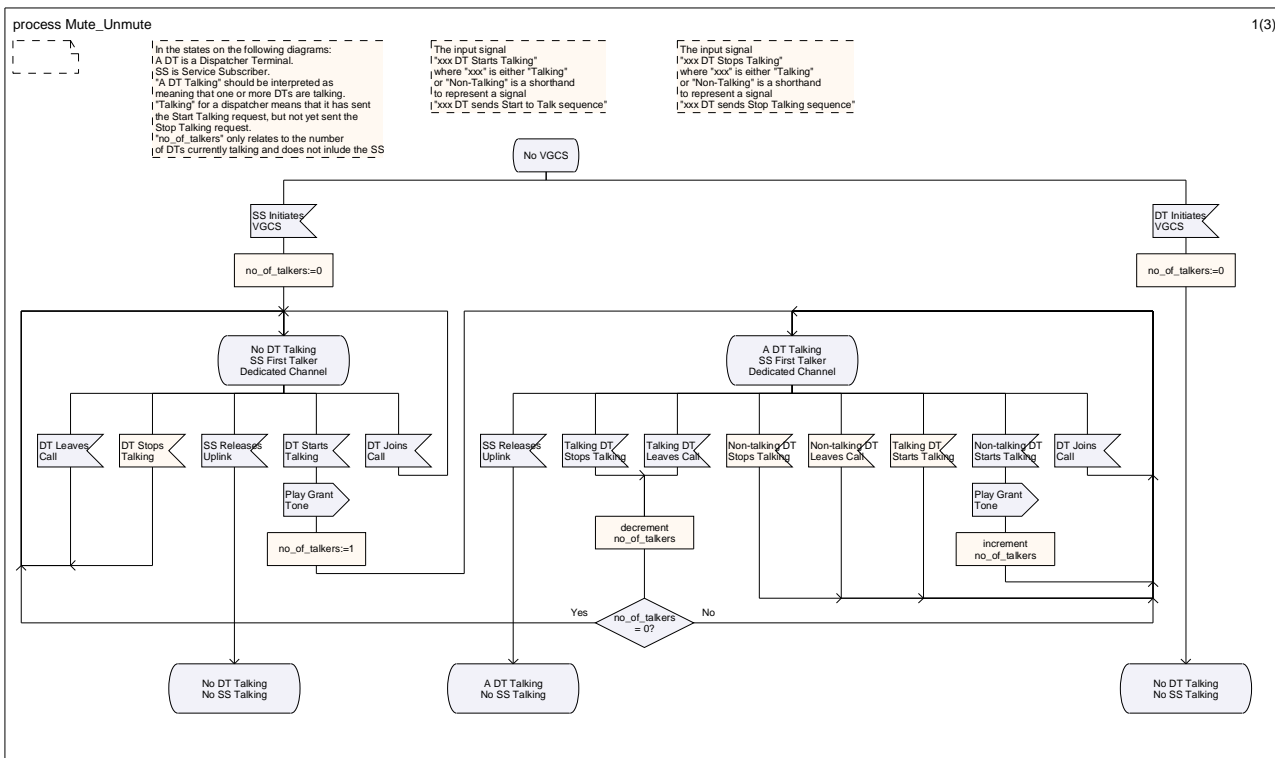 process Mute_Unmute
1(3)
In the states on the following diagrams:
A DT is a Dispatcher Terminal.
SS is Service Subscriber.
"A DT Talking" should be interpreted as
meaning that one or more DTs are talking.
"Talking" for a dispatcher means that it has sent
the Start Talking request, but not yet sent the
Stop Talking request.
"no_of_talkers" only relates to the number
of DTs currently talking and does not inlude the SS
The input signal
"xxx DT Starts Talking"
where "xxx" is either "Talking"
or "Non-Talking" is a shorthand
to represent a signal
"xxx DT sends Start to Talk sequence"
The input signal
"xxx DT Stops Talking"
where "xxx" is either "Talking"
or "Non-Talking" is a shorthand
to represent a signal
"xxx DT sends Stop Talking sequence"
No VGCS
SS Initiates
VGCS
DT Initiates
VGCS
no_of_talkers:=0
no_of_talkers:=0
No DT Talking
SS First Talker
Dedicated Channel
A DT Talking
SS First Talker
Dedicated Channel
DT Leaves
Call
DT Stops
Talking
SS Releases
Uplink
DT Starts
Talking
DT Joins
Call
SS Releases
Uplink
Talking DT
Stops Talking
Talking DT
Leaves Call
Non-talking DT
Stops Talking
Non-talking DT
Leaves Call
Talking DT
Starts Talking
Non-talking DT
Starts Talking
DT Joins
Call
Play Grant
Tone
Play Grant
Tone
no_of_talkers:=1
decrement
no_of_talkers
increment
no_of_talkers
Yes
no_of_talkers
= 0?
No
No DT Talking
No SS Talking
A DT Talking
No SS Talking
No DT Talking
No SS Talking